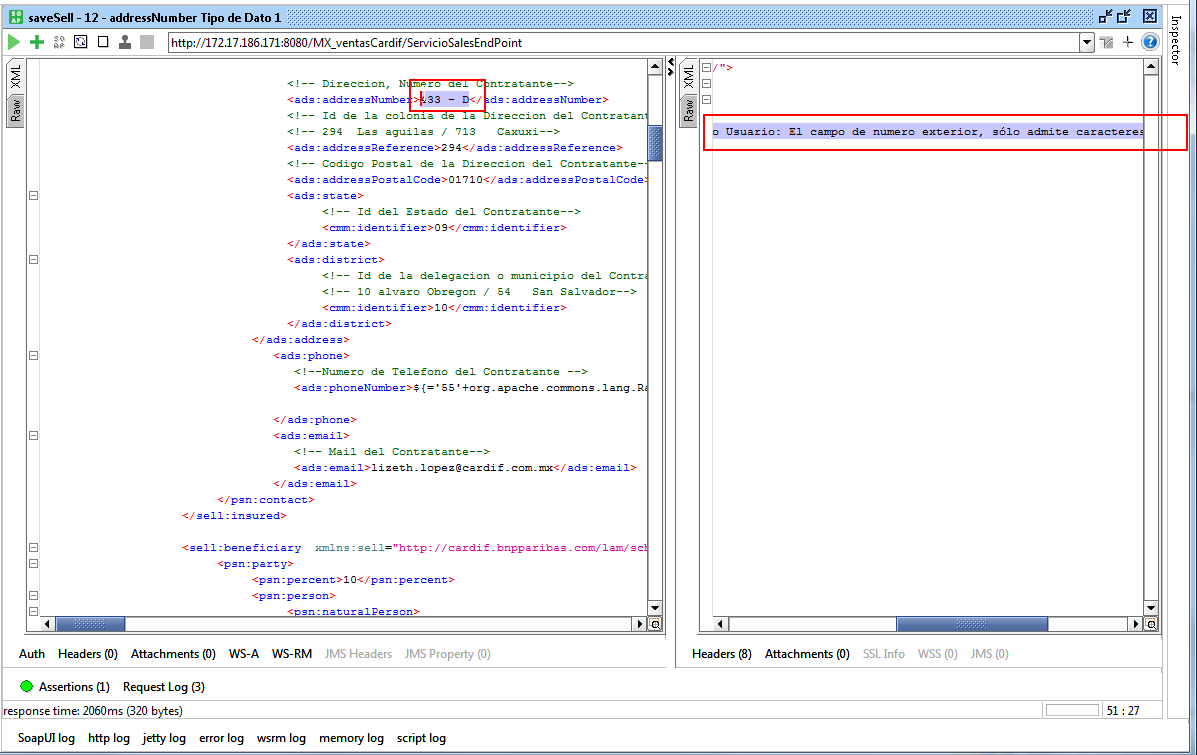 saveSell - 12 - addressNumber Tipo de Dato 1
http://172.17.186.171:8080/MX_ventasCardif/ServicioSalesEndPoint
Inspector
XML
Raw
<!-- Direccion, Numero del Contratante-->
<ads:addressNumber>433 - D</ads:addressNumber>
<!-- Id de la colonia de la Direccion del Contratant
<!-- 294  Las aguilas / 713   Caxuxi-->
<ads:addressReference>294</ads:addressReference>
<!-- Codigo Postal de la Direccion del Contratante--
<ads:addressPostalCode>01710</ads:addressPostalCode>
<ads:state>
<!-- Id del Estado del Contratante-->
<cmm:identifier>09</cmm:identifier>
</ads:state>
<ads:district>
<!-- Id de la delegacion o municipio del Contra
<!-- 10 alvaro Obregon / 54   San Salvador-->
<cmm:identifier>10</cmm:identifier>
</ads:district>
</ads:address>
<ads:phone>
<!--Numero de Telefono del Contratante -->
<ads:phoneNumber>${='55'+org.apache.commons.lang.Ra
</ads:phone>
<ads:email>
<!-- Mail del Contratante-->
<ads:email>lizeth.lopez@cardif.com.mx</ads:email>
</ads:email>
</psn:contact>
</sell:insured>
<sell:beneficiary  xmlns:sell="http://cardif.bnpparibas.com/lam/sch
<psn:party>
<psn:percent>10</psn:percent>
<psn:person>
<psn:naturalPerson>
XML
Raw
/">
o Usuario: El campo de numero exterior, sólo admite caracteres
Auth  Headers (0)  Attachments (0)  WS-A  WS-RM  JMS Headers  JMS Property (0)
Headers (8)  Attachments (0)  SSL Info  WSS (0)  JMS (0)
Assertions (1)  Request Log (3)
response time: 2060ms (320 bytes)
51 : 27
SoapUI log  http log  jetty log  error log  wsrm log  memory log  script log